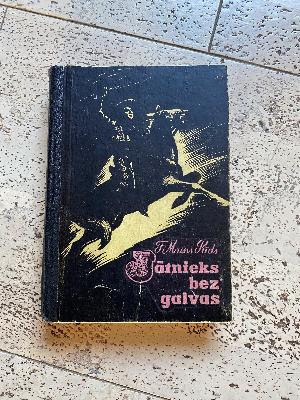 T. Mains Rīds
Jātnieks
bez
galvas